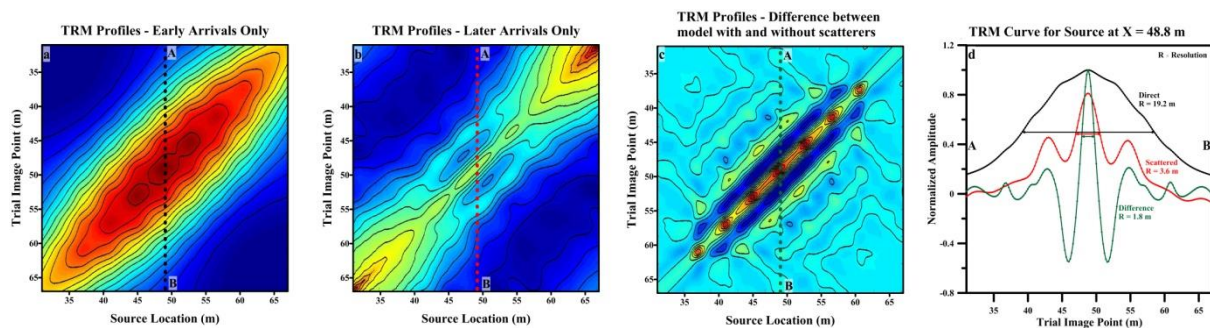 TRM Profiles - Early Arrivals Only
a
A
B
35
40
45
50
55
60
65
Trial Image Point (m)
35
40
45
50
55
60
65
Source Location (m)
TRM Profiles - Later Arrivals Only
b
A
B
35
40
45
50
55
60
65
Trial Image Point (m)
35
40
45
50
55
60
65
Source Location (m)
TRM Profiles - Difference between
model with and without scatterers
c
A
B
35
40
45
50
55
60
65
Trial Image Point (m)
35
40
45
50
55
60
65
Source Location (m)
TRM Curve for Source at X = 48.8 m
d
R - Resolution
1.2
0.8
0.4
0
-0.4
-0.8
Normalized Amplitude
Direct
R = 19.2 m
A
B
Scattered
R = 3.6 m
Difference
R = 1.8 m
35
40
45
50
55
60
65
Trial Image Point (m)